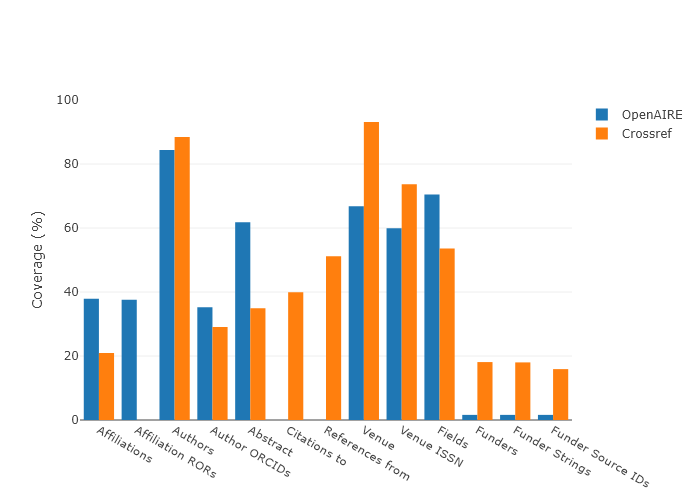 100
80
60
40
20
0
Coverage (%)
OpenAIRE
Crossref
Affiliations
Affiliation RORs
Authors
Author ORCIDs
Abstract
Citations to
References from
Venue
Venue ISSN
Fields
Funders
Funder Strings
Funder Source IDs